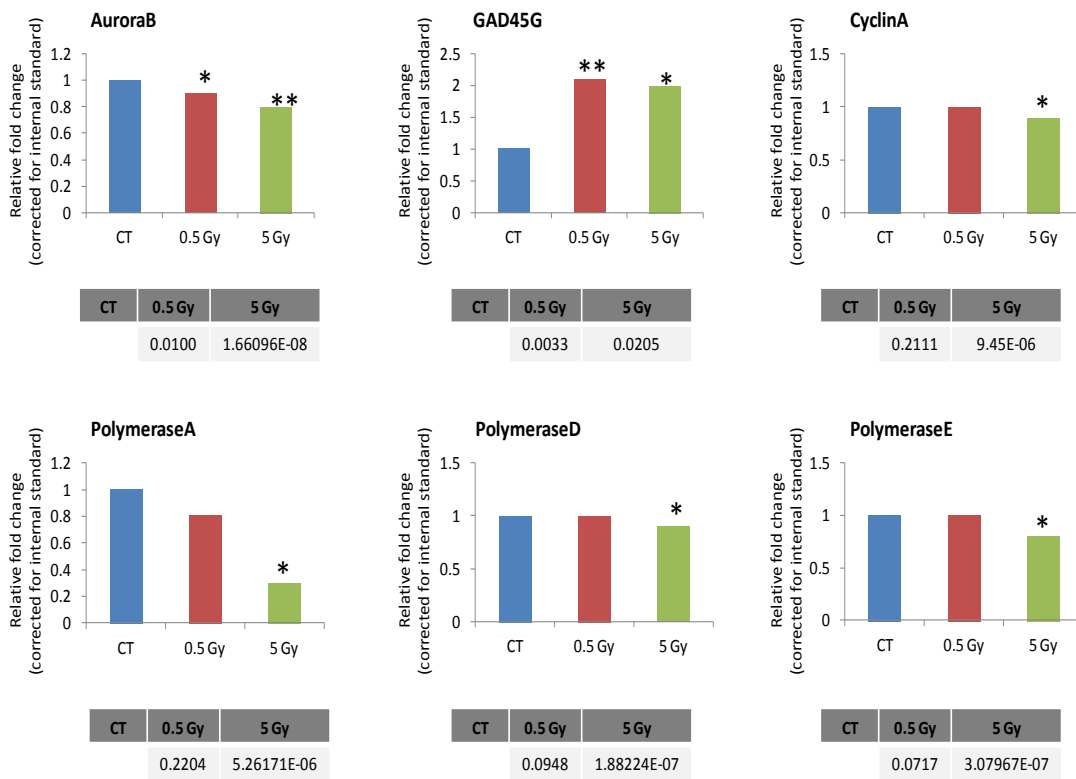 AuroraB
Relative fold change
(corrected for internal standard)
1.2
1
0.8
0.6
0.4
0.2
0
*
**
CT
0.5 Gy
5 Gy
CT 0.5 Gy 5 Gy
0.0100 1.66096E-08
GAD45G
Relative fold change
(corrected for internal standard)
2.5
2
1.5
1
0.5
0
**
*
CT
0.5 Gy
5 Gy
CT 0.5 Gy 5 Gy
0.0033 0.0205
CyclinA
Relative fold change
(corrected for internal standard)
1.5
1
0.5
0
*
CT
0.5 Gy
5 Gy
CT 0.5 Gy 5 Gy
0.2111 9.45E-06
PolymeraseA
Relative fold change
(corrected for internal standard)
1.2
1
0.8
0.6
0.4
0.2
0
*
CT
0.5 Gy
5 Gy
CT 0.5 Gy 5 Gy
0.2204 5.26171E-06
PolymeraseD
Relative fold change
(corrected for internal standard)
1.5
1
0.5
0
*
CT
0.5 Gy
5 Gy
CT 0.5 Gy 5 Gy
0.0948 1.88224E-07
PolymeraseE
Relative fold change
(corrected for internal standard)
1.5
1
0.5
0
*
CT
0.5 Gy
5 Gy
CT 0.5 Gy 5 Gy
0.0717 3.07967E-07